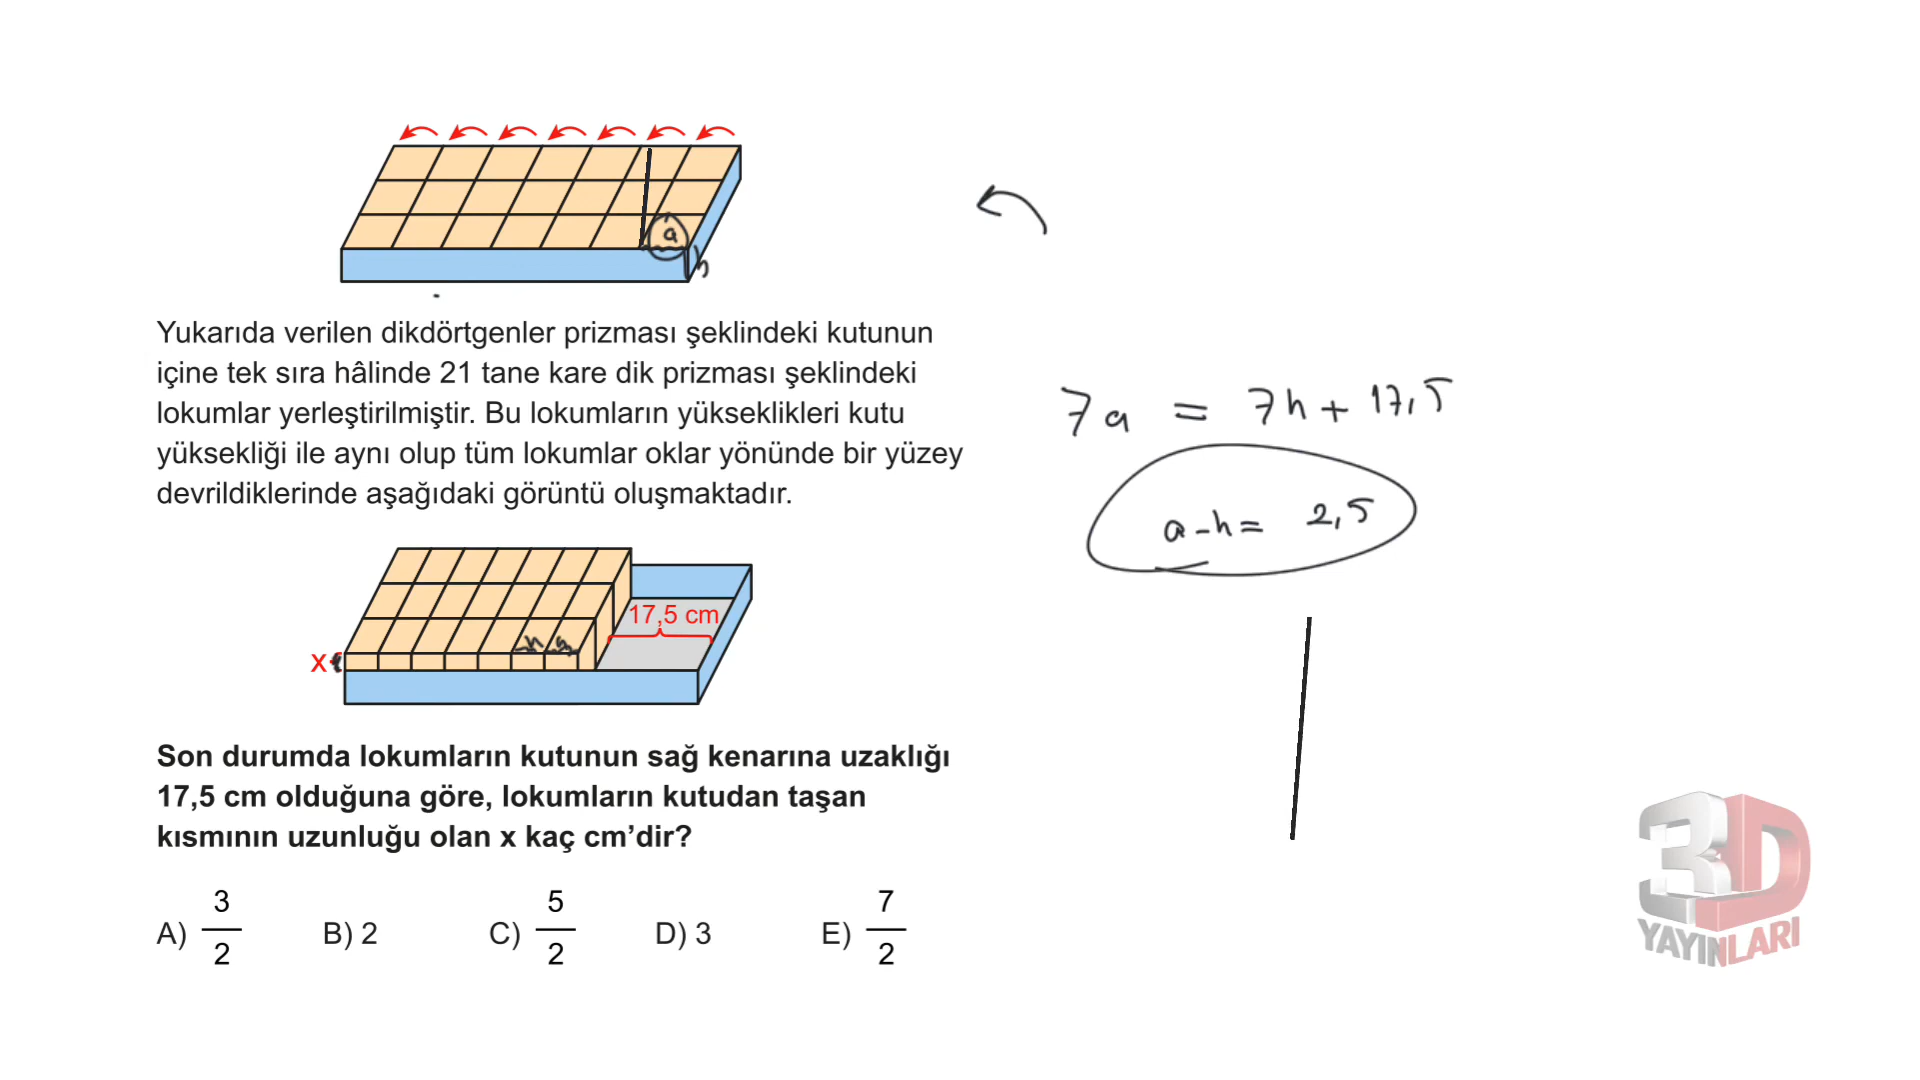 a
h
Yukarıda verilen dikdörtgenler prizması şeklindeki kutunun
içine tek sıra hâlinde 21 tane kare dik prizması şeklindeki
lokumlar yerleştirilmiştir. Bu lokumların yükseklikleri kutu
yüksekliği ile aynı olup tüm lokumlar oklar yönünde bir yüzey
devrildiklerinde aşağıdaki görüntü oluşmaktadır.
7a = 7h + 17,5
a - h = 2,5
17,5 cm
h
x
Son durumda lokumların kutunun sağ kenarına uzaklığı
17,5 cm olduğuna göre, lokumların kutudan taşan
kısmının uzunluğu olan x kaç cm’dir?
A) 3/2 B) 2 C) 5/2 D) 3 E) 7/2
3D
YAYINLARI